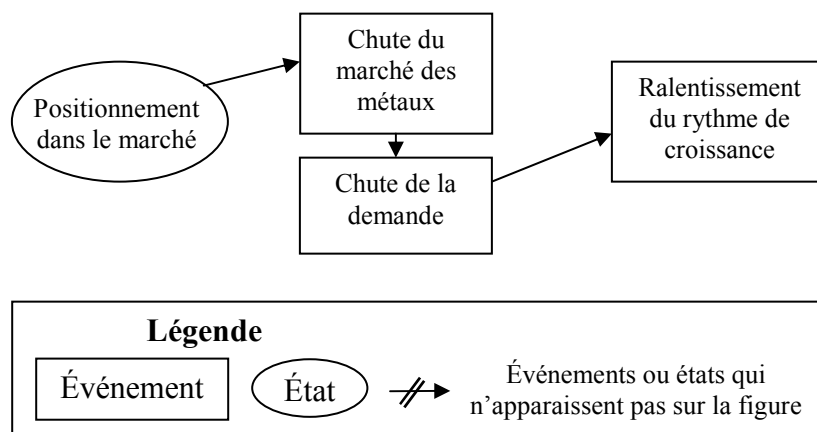 Positionnement
dans le marché
Chute du
marché des
métaux
Chute de la
demande
Ralentissement
du rythme de
croissance
Légende
Événement
État
Événements ou états qui
n'apparaissent pas sur la figure